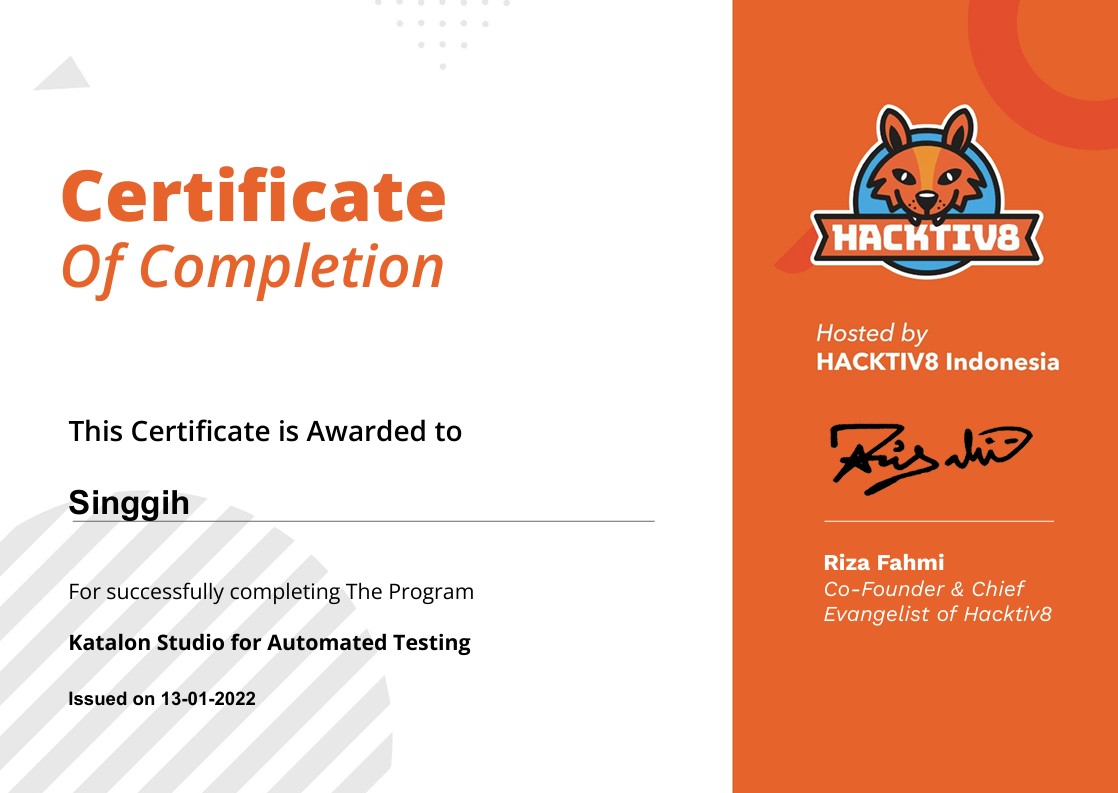 Certificate
Of Completion
This Certificate is Awarded to
Singgih
For successfully completing The Program
Katalon Studio for Automated Testing
Issued on 13-01-2022
HACKTIV8
Hosted by
HACKTIV8 Indonesia
Riza Fahmi
Co-Founder & Chief
Evangelist of Hacktiv8